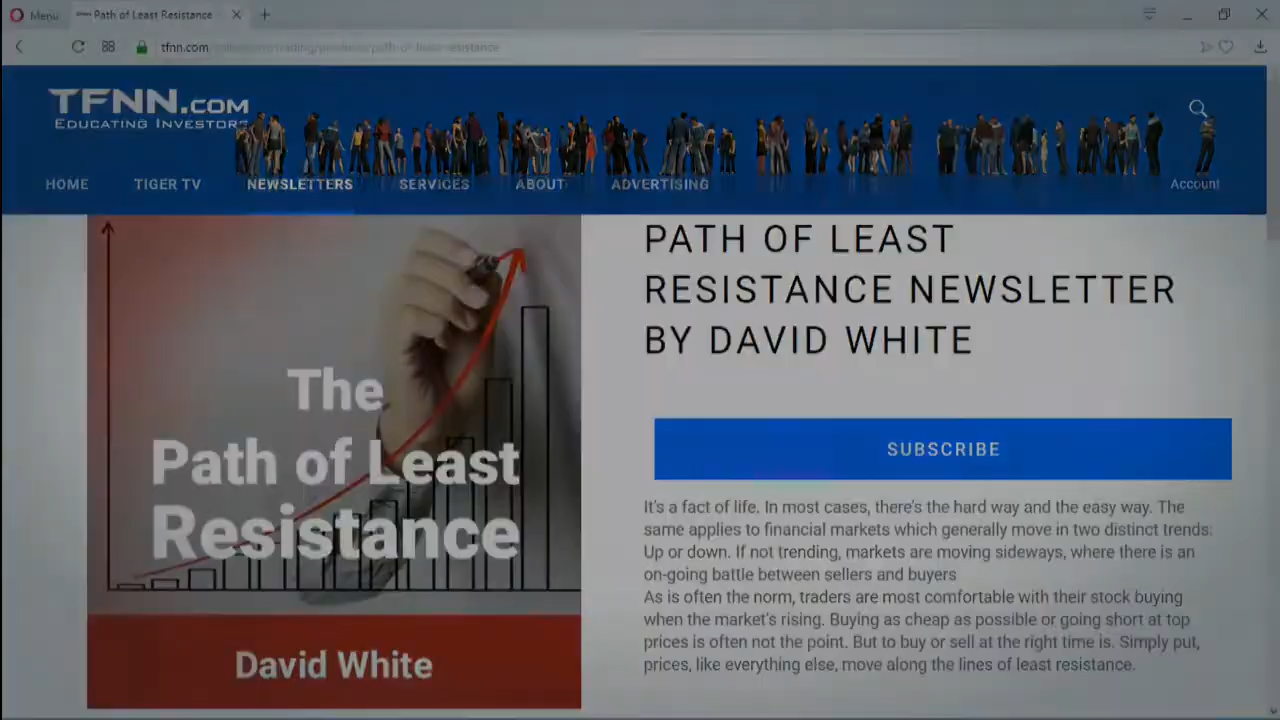 Menu
Path of Least Resistance
tfnn.com
TFNN.COM
EDUCATING INVESTORS
HOME
TIGER TV
NEWSLETTERS
SERVICES
ABOUT
ADVERTISING
Account
The
Path of Least
Resistance
David White
PATH OF LEAST
RESISTANCE NEWSLETTER
BY DAVID WHITE
SUBSCRIBE
It's a fact of life. In most cases, there's the hard way and the easy way. The
same applies to financial markets which generally move in two distinct trends:
Up or down. If not trending, markets are moving sideways, where there is an
on-going battle between sellers and buyers
As is often the norm, traders are most comfortable with their stock buying
when the market's rising. Buying as cheap as possible or going short at top
prices is often not the point. But to buy or sell at the right time is. Simply put,
prices, like everything else, move along the lines of least resistance.